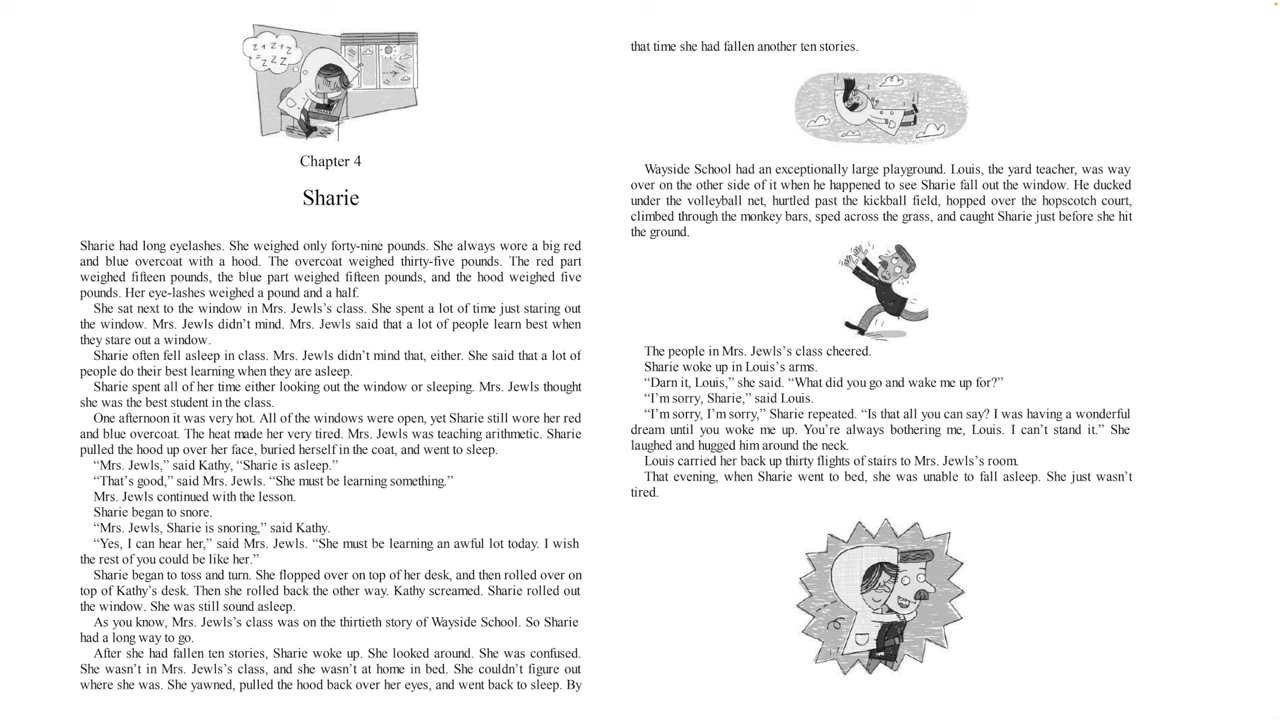 z + z + z
= z z z
Chapter 4
Sharie
Sharie had long eyelashes. She weighed only forty-nine pounds. She always wore a big red
and blue overcoat with a hood. The overcoat weighed thirty-five pounds. The red part
weighed fifteen pounds, the blue part weighed fifteen pounds, and the hood weighed five
pounds. Her eye-lashes weighed a pound and a half.
She sat next to the window in Mrs. Jewls’s class. She spent a lot of time just staring out
the window. Mrs. Jewls didn’t mind. Mrs. Jewls said that a lot of people learn best when
they stare out a window.
Sharie often fell asleep in class. Mrs. Jewls didn’t mind that, either. She said that a lot of
people do their best learning when they are asleep.
Sharie spent all of her time either looking out the window or sleeping. Mrs. Jewls thought
she was the best student in the class.
One afternoon it was very hot. All of the windows were open, yet Sharie still wore her red
and blue overcoat. The heat made her very tired. Mrs. Jewls was teaching arithmetic. Sharie
pulled the hood up over her face, buried herself in the coat, and went to sleep.
“Mrs. Jewls,” said Kathy, “Sharie is asleep.”
“That’s good,” said Mrs. Jewls. “She must be learning something.”
Mrs. Jewls continued with the lesson.
Sharie began to snore.
“Mrs. Jewls, Sharie is snoring,” said Kathy.
“Yes, I can hear her,” said Mrs. Jewls. “She must be learning an awful lot today. I wish
the rest of you could be like her.”
Sharie began to toss and turn. She flopped over on top of her desk, and then rolled over on
top of Kathy’s desk. Then she rolled back the other way. Kathy screamed. Sharie rolled out
the window. She was still sound asleep.
As you know, Mrs. Jewls’s class was on the thirtieth story of Wayside School. So Sharie
had a long way to go.
After she had fallen ten stories, Sharie woke up. She looked around. She was confused.
She wasn’t in Mrs. Jewls’s class, and she wasn’t at home in bed. She couldn’t figure out
where she was. She yawned, pulled the hood back over her eyes, and went back to sleep. By
that time she had fallen another ten stories.
Wayside School had an exceptionally large playground. Louis, the yard teacher, was way
over on the other side of it when he happened to see Sharie fall out the window. He ducked
under the volleyball net, hurtled past the kickball field, hopped over the hopscotch court,
climbed through the monkey bars, sped across the grass, and caught Sharie just before she hit
the ground.
The people in Mrs. Jewls’s class cheered.
Sharie woke up in Louis’s arms.
“Darn it, Louis,” she said. “What did you go and wake me up for?”
“I’m sorry, Sharie,” said Louis.
“I’m sorry, I’m sorry,” Sharie repeated. “Is that all you can say? I was having a wonderful
dream until you woke me up. You’re always bothering me, Louis. I can’t stand it.” She
laughed and hugged him around the neck.
Louis carried her back up thirty flights of stairs to Mrs. Jewls’s room.
That evening, when Sharie went to bed, she was unable to fall asleep. She just wasn’t
tired.